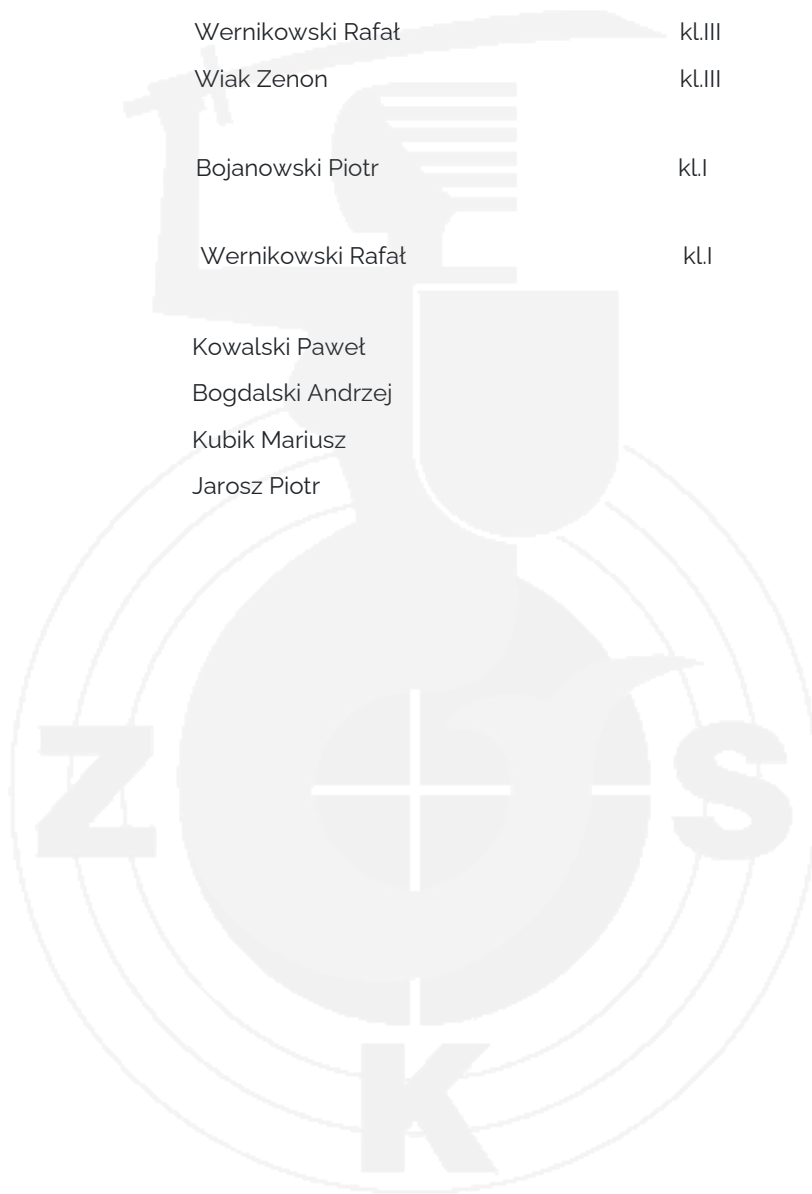 Wernikowski Rafał kl.III
Wiak Zenon kl.III
Bojanowski Piotr kl.I
Wernikowski Rafał kl.I
Kowalski Paweł
Bogdalski Andrzej
Kubik Mariusz
Jarosz Piotr
Z S
K